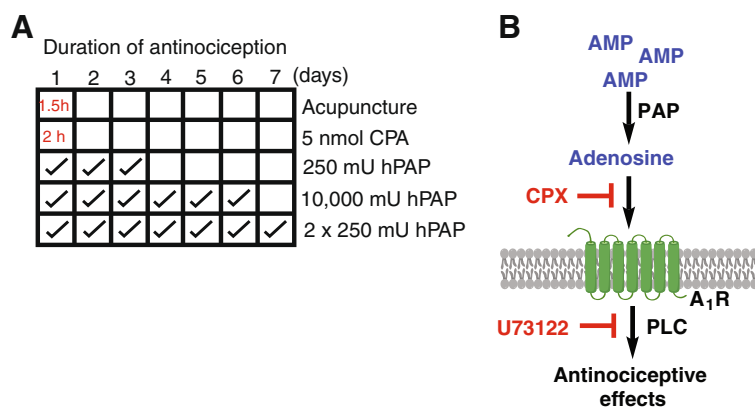 A
Duration of antinociception
1 2 3 4 5 6 7 (days)
1.5h Acupuncture
2 h 5 nmol CPA
250 mU hPAP
10,000 mU hPAP
2 x 250 mU hPAP
B
AMP
AMP
AMP
PAP
Adenosine
CPX
A₁R
U73122 PLC
Antinociceptive
effects